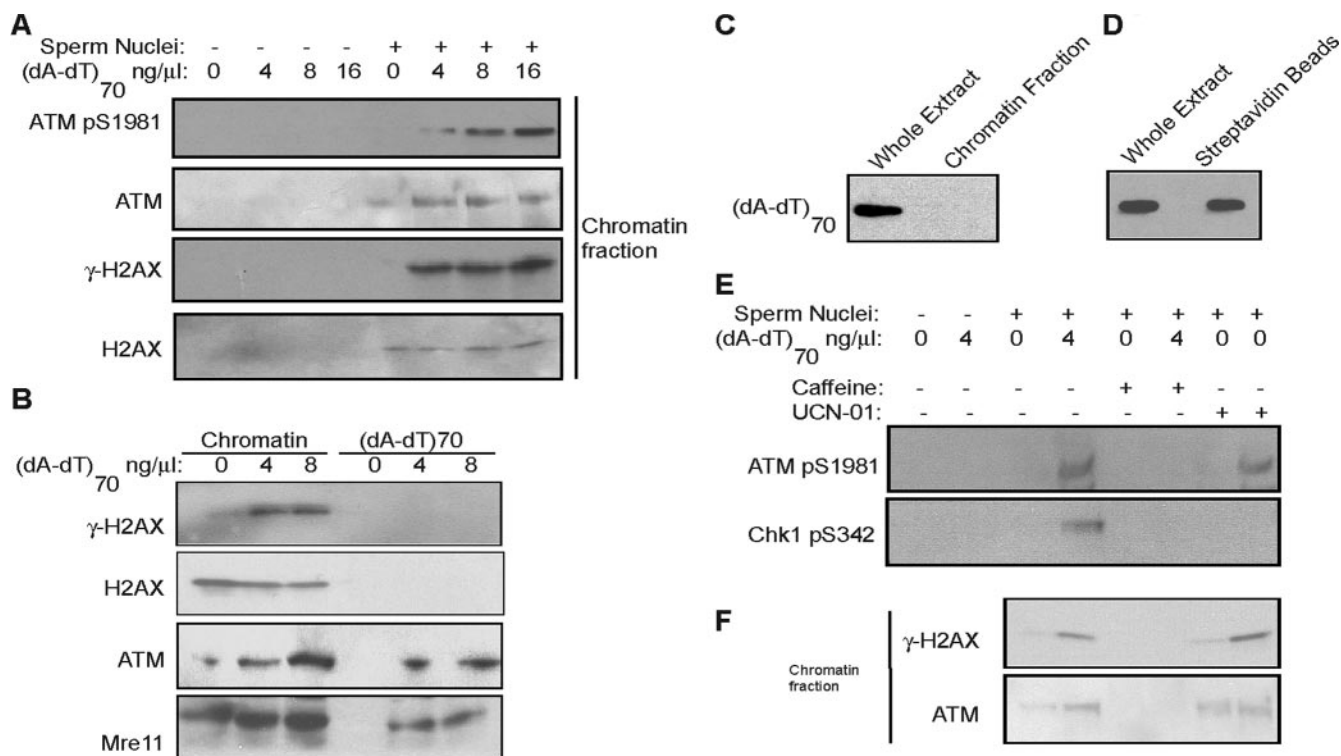 A
Sperm Nuclei: - - - - + + + +
(dA-dT)70 ng/µl: 0 4 8 16 0 4 8 16
ATM pS1981
ATM
γ-H2AX
H2AX
Chromatin
fraction
B
Chromatin (dA-dT)70
(dA-dT)70 ng/µl: 0 4 8 0 4 8
γ-H2AX
H2AX
ATM
Mre11
C
Whole Extract
Chromatin Fraction
(dA-dT)70
D
Whole Extract
Streptavidin Beads
E
Sperm Nuclei: - - + + + + + +
(dA-dT)70 ng/µl: 0 4 0 4 0 4 0 0
Caffeine: - - - - + + - -
UCN-01: - - - - - - + +
ATM pS1981
Chk1 pS342
F
Chromatin
fraction
γ-H2AX
ATM